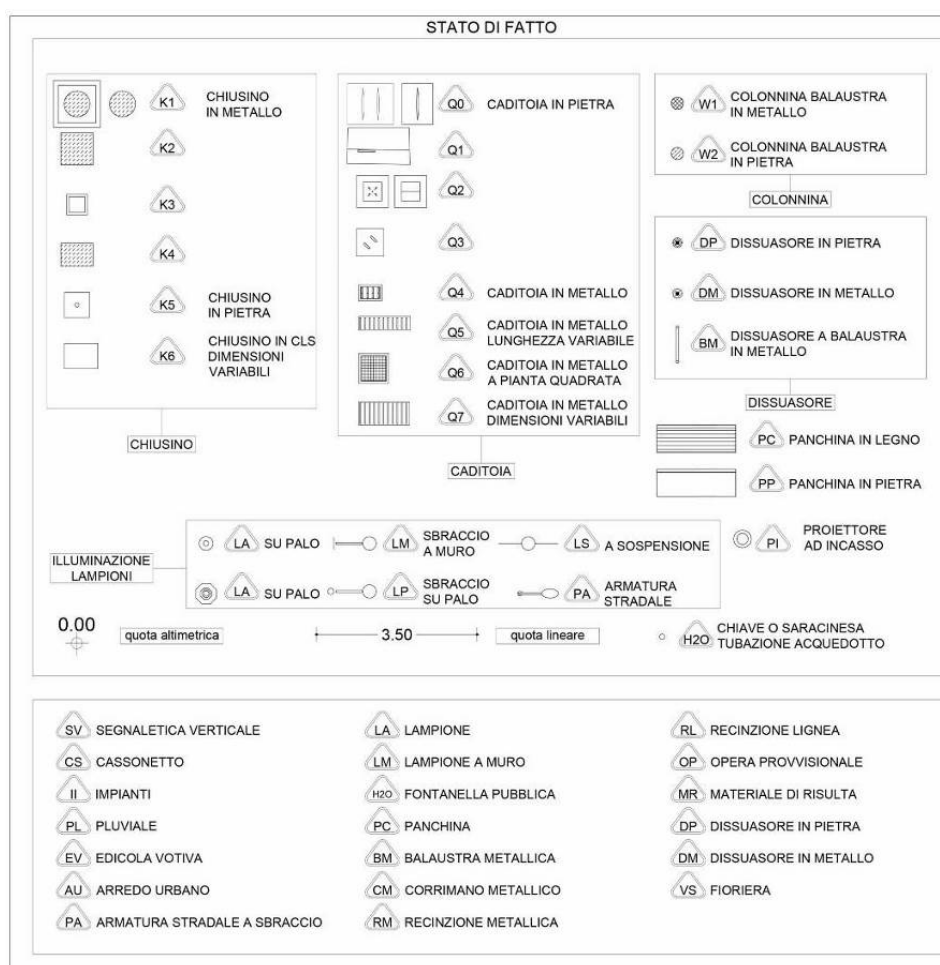 STATO DI FATTO
K1 CHIUSINO
IN METALLO
K2
K3
K4
K5 CHIUSINO
IN PIETRA
K6 CHIUSINO IN CLS
DIMENSIONI
VARIABILI
CHIUSINO
Q0 CADITOIA IN PIETRA
Q1
Q2
Q3
Q4 CADITOIA IN METALLO
Q5 CADITOIA IN METALLO
LUNGHEZZA VARIABILE
Q6 CADITOIA IN METALLO
A PIANTA QUADRATA
Q7 CADITOIA IN METALLO
DIMENSIONI VARIABILI
CADITOIA
W1 COLONNINA BALAUSTRA
IN METALLO
W2 COLONNINA BALAUSTRA
IN PIETRA
COLONNINA
DP DISSUASORE IN PIETRA
DM DISSUASORE IN METALLO
BM DISSUASORE A BALAUSTRA
IN METALLO
DISSUASORE
PC PANCHINA IN LEGNO
PP PANCHINA IN PIETRA
ILLUMINAZIONE
LAMPIONI
LA SU PALO
LM SBRACCIO
A MURO
LS A SOSPENSIONE
LA SU PALO
LP SBRACCIO
SU PALO
PA ARMATURA
STRADALE
PI PROIETTORE
AD INCASSO
0.00
quota altimetrica
3.50
quota lineare
H2O CHIAVE O SARACINESA
TUBAZIONE ACQUEDOTTO
SV SEGNALETICA VERTICALE
CS CASSONETTO
II IMPIANTI
PL PLUVIALE
EV EDICOLA VOTIVA
AU ARREDO URBANO
PA ARMATURA STRADALE A SBRACCIO
LA LAMPIONE
LM LAMPIONE A MURO
H2O FONTANELLA PUBBLICA
PC PANCHINA
BM BALAUSTRA METALLICA
CM CORRIMANO METALLICO
RM RECINZIONE METALLICA
RL RECINZIONE LIGNEA
OP OPERA PROVVISIONALE
MR MATERIALE DI RISULTA
DP DISSUASORE IN PIETRA
DM DISSUASORE IN METALLO
VS FIORIERA